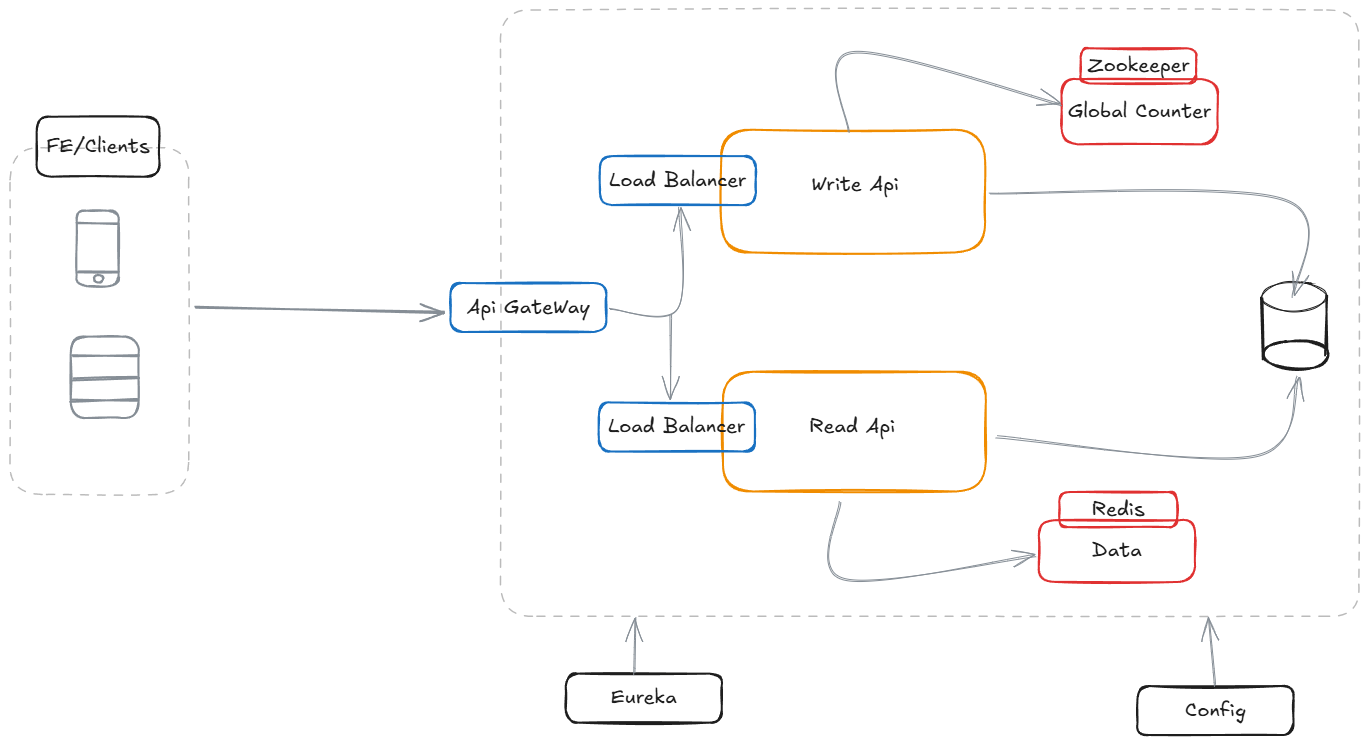 Zookeeper
Global Counter
FE/Clients
Load Balancer
Write Api
Api GateWay
Load Balancer
Read Api
Redis
Data
Eureka
Config